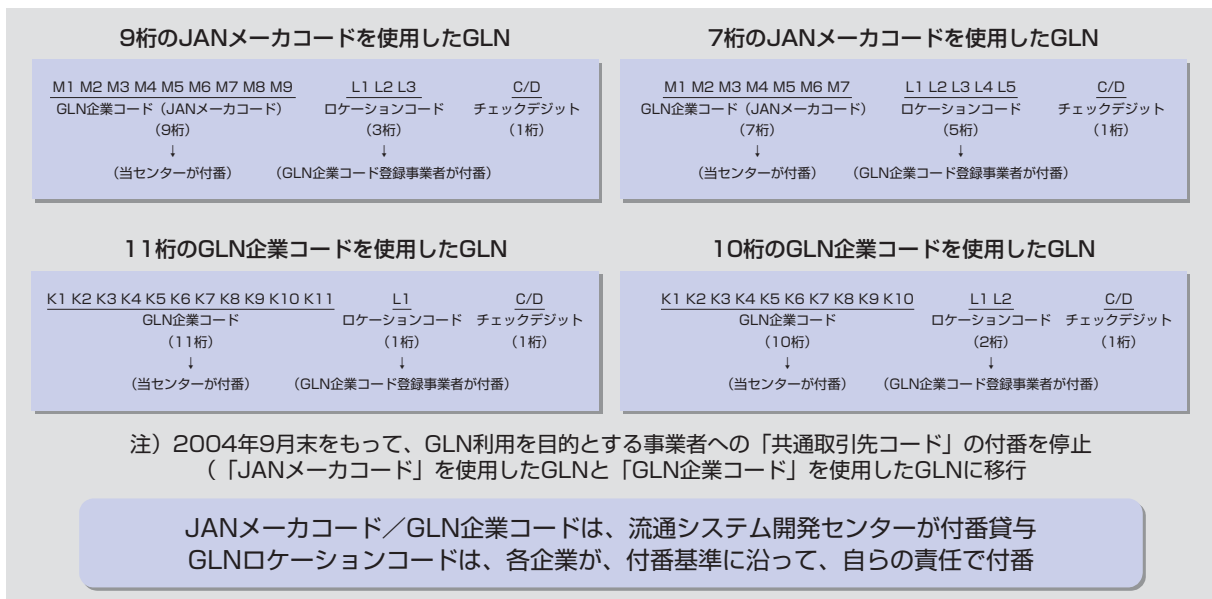 9桁のJANメーカコードを使用したGLN
M1 M2 M3 M4 M5 M6 M7 M8 M9 L1 L2 L3 C/D
GLN企業コード（JANメーカコード） ロケーションコード チェックデジット
（9桁） （3桁） （1桁）
↓ ↓
（当センターが付番） （GLN企業コード登録事業者が付番）
7桁のJANメーカコードを使用したGLN
M1 M2 M3 M4 M5 M6 M7 L1 L2 L3 L4 L5 C/D
GLN企業コード（JANメーカコード） ロケーションコード チェックデジット
（7桁） （5桁） （1桁）
↓ ↓
（当センターが付番） （GLN企業コード登録事業者が付番）
11桁のGLN企業コードを使用したGLN
K1 K2 K3 K4 K5 K6 K7 K8 K9 K10 K11 L1 C/D
GLN企業コード ロケーションコード チェックデジット
（11桁） （1桁） （1桁）
↓ ↓
（当センターが付番） （GLN企業コード登録事業者が付番）
10桁のGLN企業コードを使用したGLN
K1 K2 K3 K4 K5 K6 K7 K8 K9 K10 L1 L2 C/D
GLN企業コード ロケーションコード チェックデジット
（10桁） （2桁） （1桁）
↓ ↓
（当センターが付番） （GLN企業コード登録事業者が付番）
注）2004年9月末をもって、GLN利用を目的とする事業者への「共通取引先コード」の付番を停止
（「JANメーカコード」を使用したGLNと「GLN企業コード」を使用したGLNに移行
JANメーカコード／GLN企業コードは、流通システム開発センターが付番貸与
GLNロケーションコードは、各企業が、付番基準に沿って、自らの責任で付番